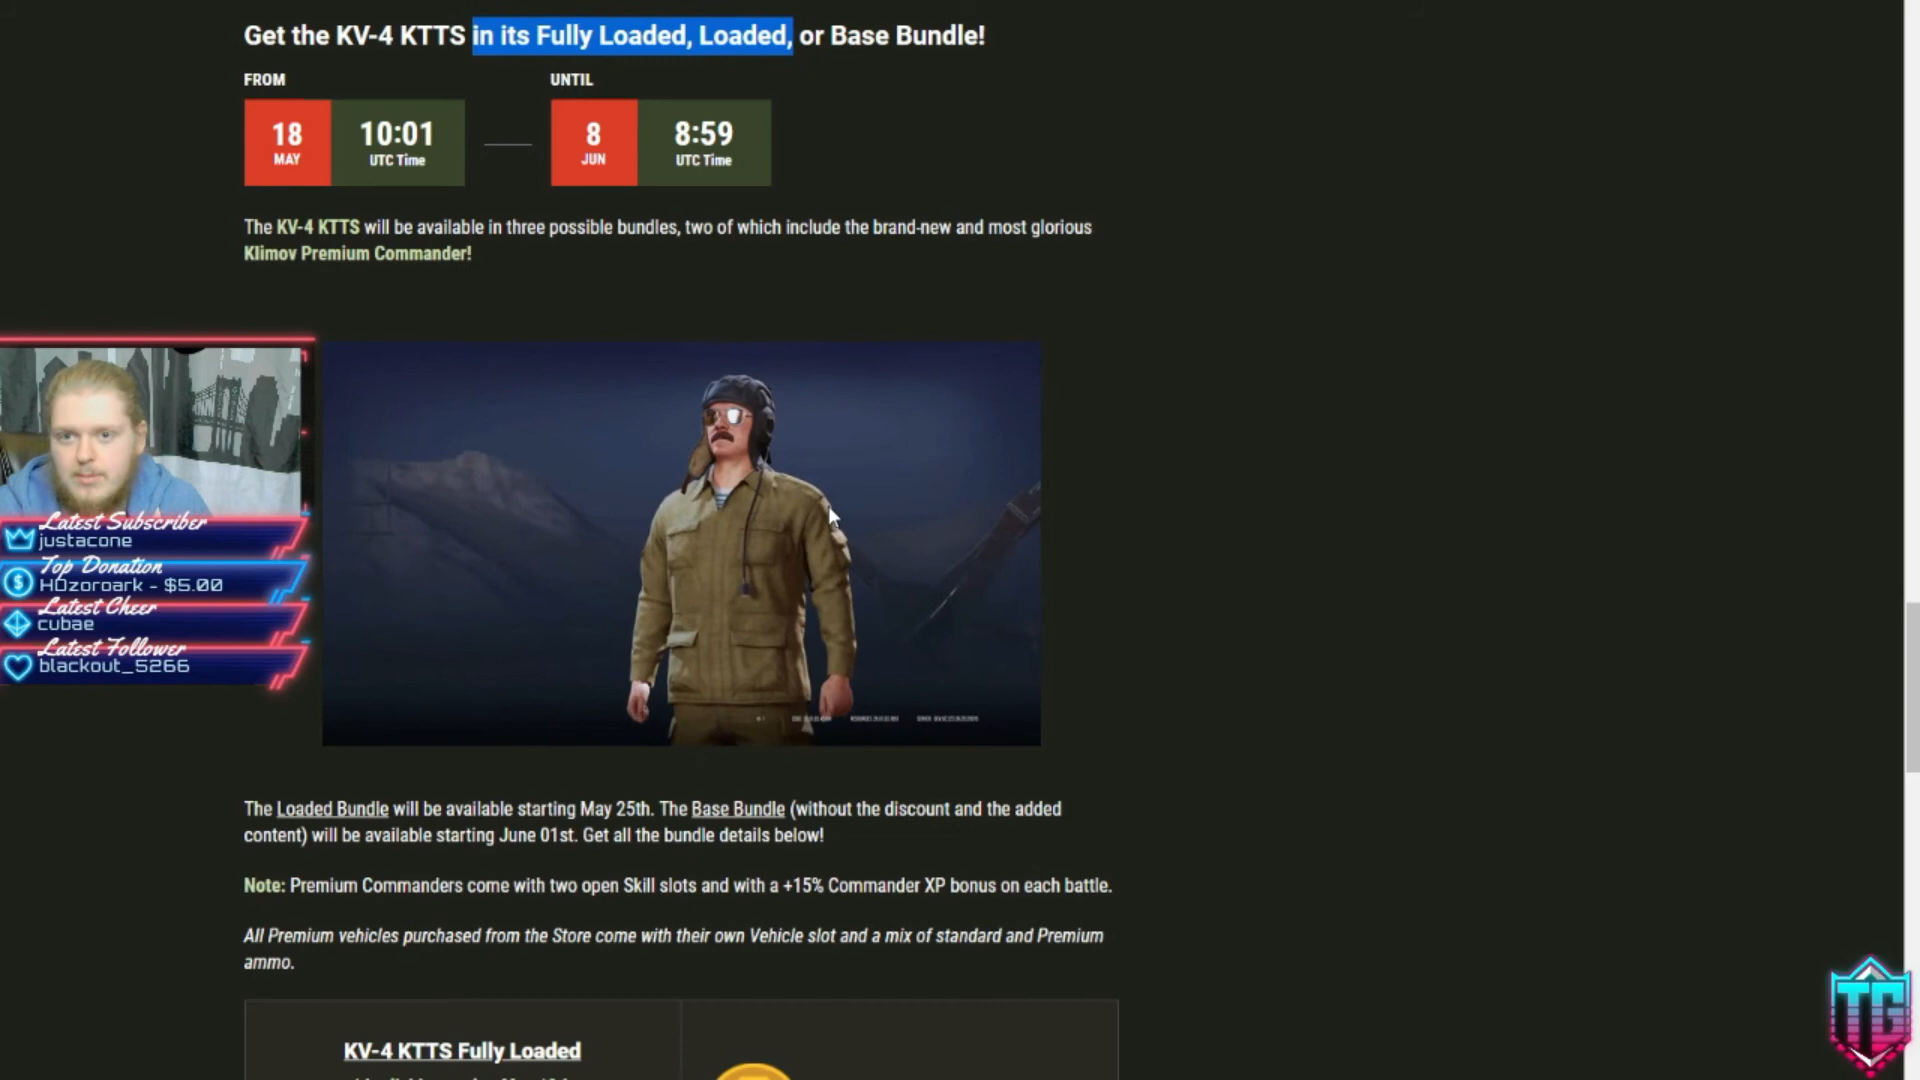 Get the KV-4 KTTS in its Fully Loaded, Loaded, or Base Bundle!
FROM
UNTIL
18
MAY
10:01
UTC Time
8
JUN
8:59
UTC Time
The KV-4 KTTS will be available in three possible bundles, two of which include the brand-new and most glorious
Klimov Premium Commander!
Latest Subscriber
justacone
Top Donation
HDzoroark - $5.00
Latest Cheer
cubae
Latest Follower
blackout_5266
The Loaded Bundle will be available starting May 25th. The Base Bundle (without the discount and the added
content) will be available starting June 01st. Get all the bundle details below!
Note: Premium Commanders come with two open Skill slots and with a +15% Commander XP bonus on each battle.
All Premium vehicles purchased from the Store come with their own Vehicle slot and a mix of standard and Premium
ammo.
KV-4 KTTS Fully Loaded
TG